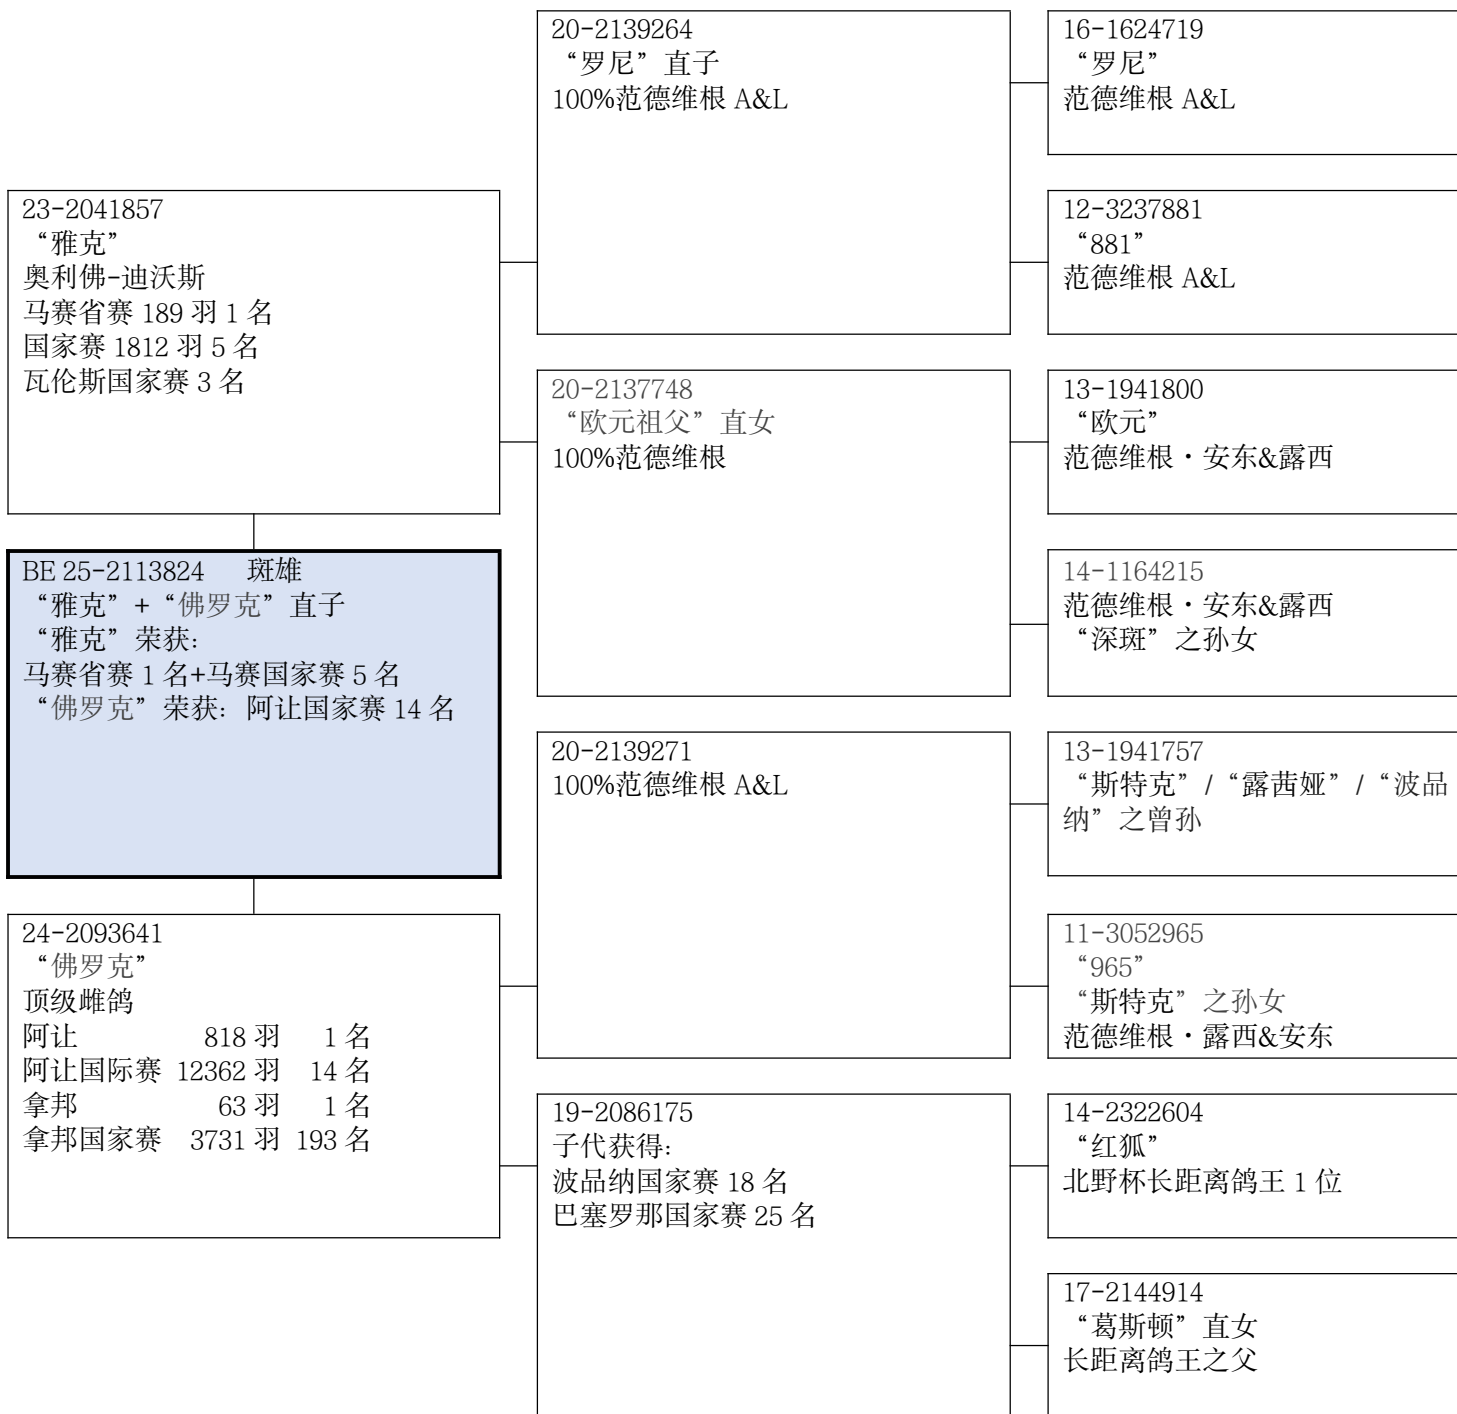 20-2139264
“罗尼”直子
100%范德维根 A&L
16-1624719
“罗尼”
范德维根 A&L
23-2041857
“雅克”
奥利佛-迪沃斯
马赛省赛 189 羽 1 名
国家赛 1812 羽 5 名
瓦伦斯国家赛 3 名
12-3237881
“881”
范德维根 A&L
20-2137748
“欧元祖父”直女
100%范德维根
13-1941800
“欧元”
范德维根·安东&露西
BE 25-2113824 斑雄
“雅克”+“佛罗克”直子
“雅克”荣获:
马赛省赛 1 名+马赛国家赛 5 名
“佛罗克”荣获: 阿让国家赛 14 名
14-1164215
范德维根·安东&露西
“深斑”之孙女
20-2139271
100%范德维根 A&L
13-1941757
“斯特克”/“露茜娅”/“波品
纳”之曾孙
24-2093641
“佛罗克”
顶级雌鸽
阿让 818 羽 1 名
阿让国际赛 12362 羽 14 名
拿邦 63 羽 1 名
拿邦国家赛 3731 羽 193 名
11-3052965
“965”
“斯特克”之孙女
范德维根·露西&安东
19-2086175
子代获得:
波品纳国家赛 18 名
巴塞罗那国家赛 25 名
14-2322604
“红狐”
北野杯长距离鸽王 1 位
17-2144914
“葛斯顿”直女
长距离鸽王之父